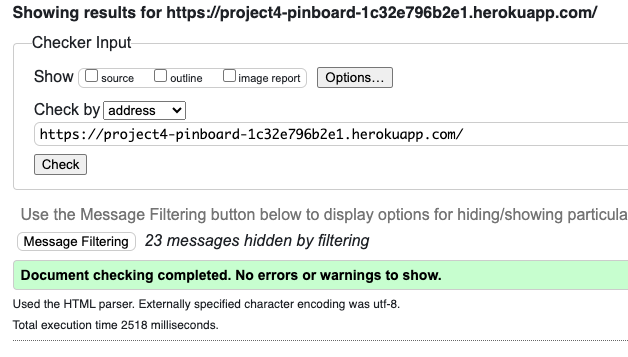 Showing results for https://project4-pinboard-1c32e796b2e1.herokuapp.com/
Checker Input
Show source outline image report Options...
Check by address
https://project4-pinboard-1c32e796b2e1.herokuapp.com/
Check
Use the Message Filtering button below to display options for hiding/showing particula
Message Filtering 23 messages hidden by filtering
Document checking completed. No errors or warnings to show.
Used the HTML parser. Externally specified character encoding was utf-8.
Total execution time 2518 milliseconds.